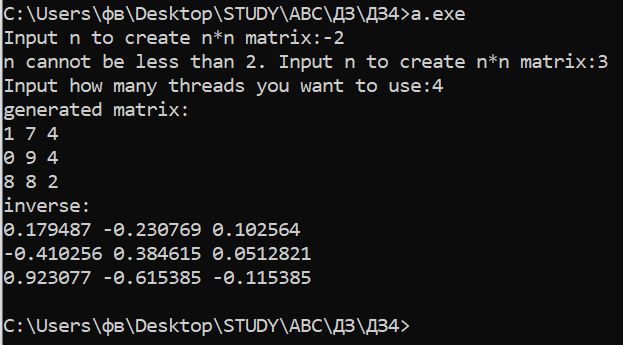 C:\Users\фв\Desktop\STUDY\ABC\ДЗ\ДЗ4>a.exe
Input n to create n*n matrix:-2
n cannot be less than 2. Input n to create n*n matrix:3
Input how many threads you want to use:4
generated matrix:
1 7 4
0 9 4
8 8 2
inverse:
0.179487 -0.230769 0.102564
-0.410256 0.384615 0.0512821
0.923077 -0.615385 -0.115385
C:\Users\фв\Desktop\STUDY\ABC\ДЗ\ДЗ4>